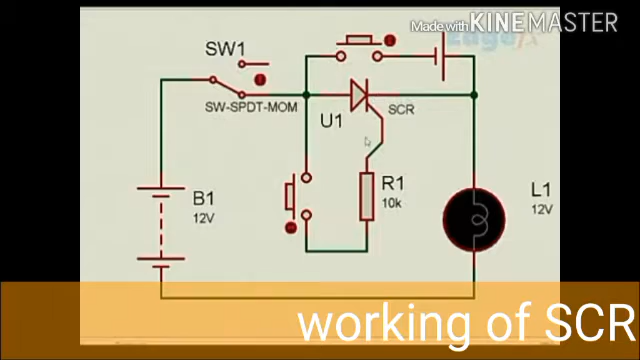 Made with KINEMASTER
SW1
SW-SPDT-MOM
U1
SCR
B1
12V
R1
10k
L1
12V
working of SCR